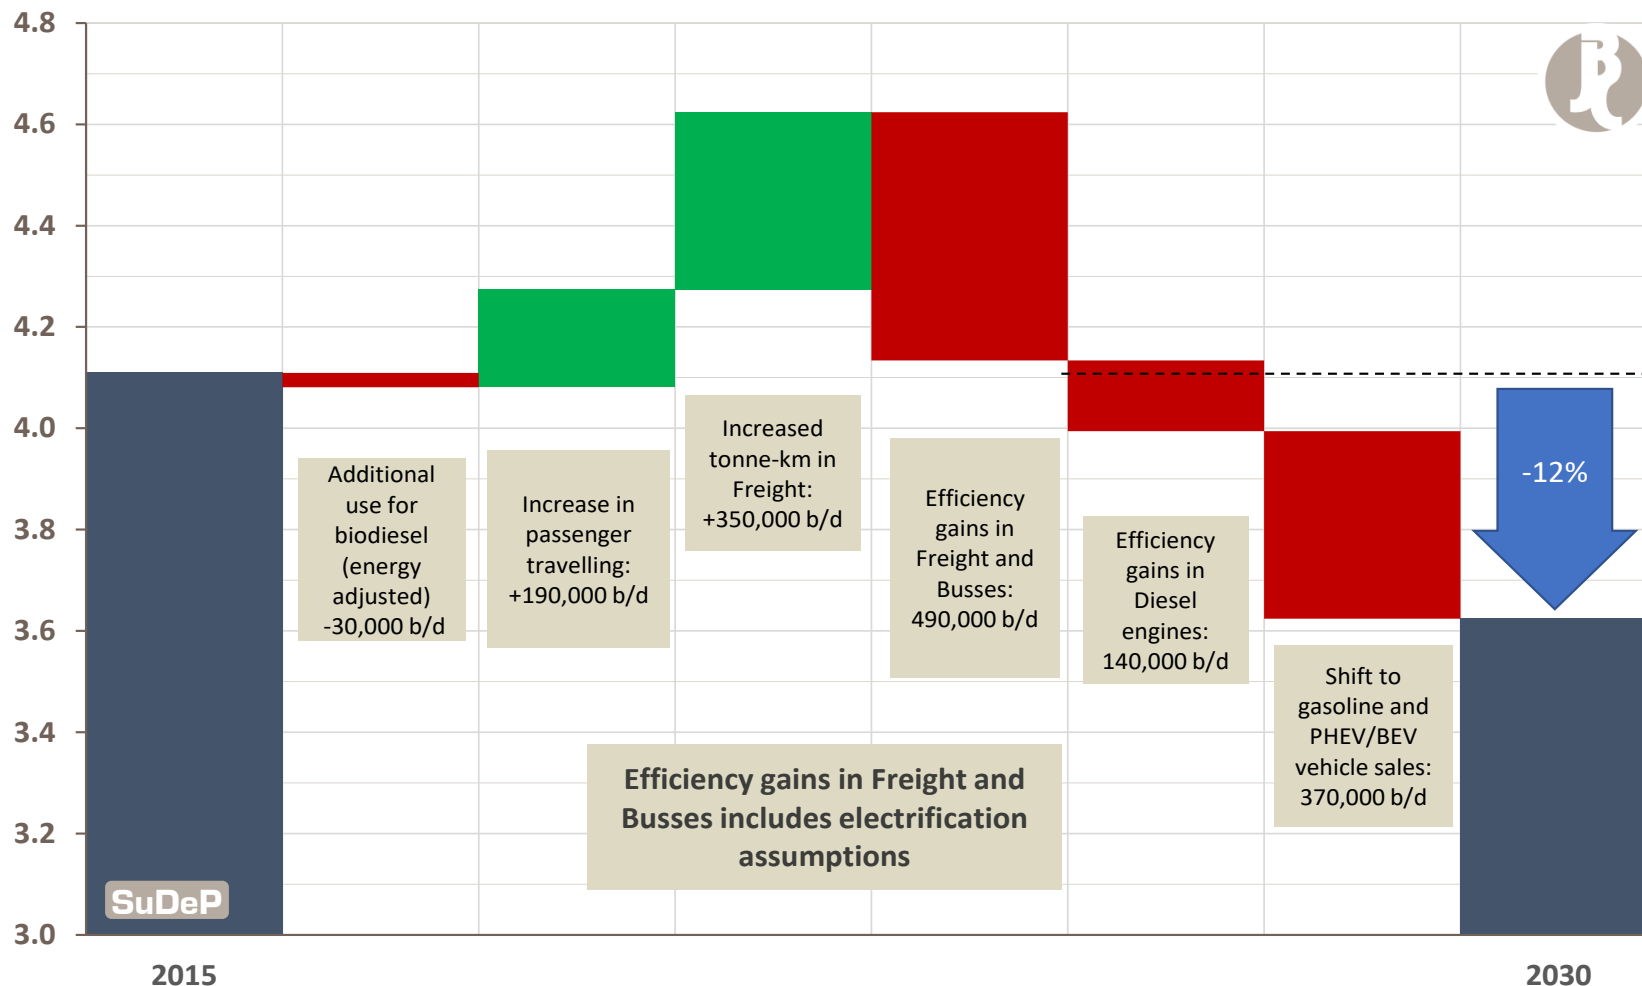 4.8
4.6
4.4
4.2
4.0
3.8
3.6
3.4
3.2
3.0
JBC
Additional
use for
biodiesel
(energy
adjusted)
-30,000 b/d
Increase in
passenger
travelling:
+190,000 b/d
Increased
tonne-km in
Freight:
+350,000 b/d
Efficiency
gains in
Freight and
Busses:
490,000 b/d
Efficiency
gains in
Diesel
engines:
140,000 b/d
Shift to
gasoline and
PHEV/BEV
vehicle sales:
370,000 b/d
-12%
Efficiency gains in Freight and
Busses includes electrification
assumptions
SuDeP
2015
2030